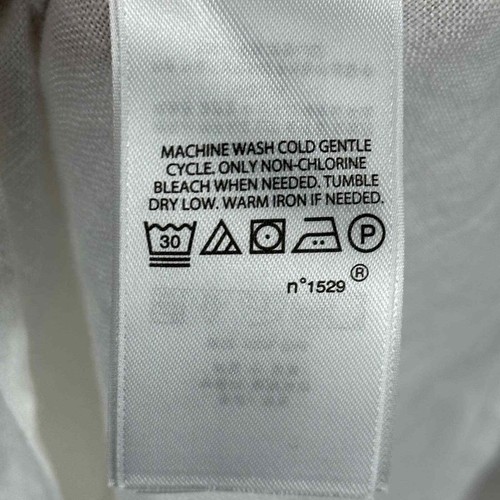 MACHINE WASH COLD GENTLE
CYCLE. ONLY NON-CHLORINE
BLEACH WHEN NEEDED. TUMBLE
DRY LOW. WARM IRON IF NEEDED.
30 P
n°1529 ®